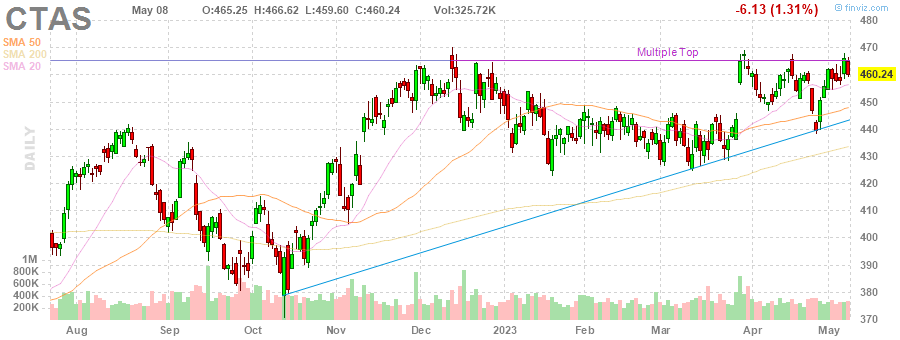 CTAS May 08 O:465.25 H:466.62 L:459.60 C:460.24 Vol:325.72K -6.13 (1.31%) finviz.com
SMA 50
SMA 200
SMA 20
Multiple Top
DAILY
480
470
460.24
450
440
430
420
410
400
390
380
370
1M
800K
600K
400K
200K
Aug Sep Oct Nov Dec 2023 Feb Mar Apr May